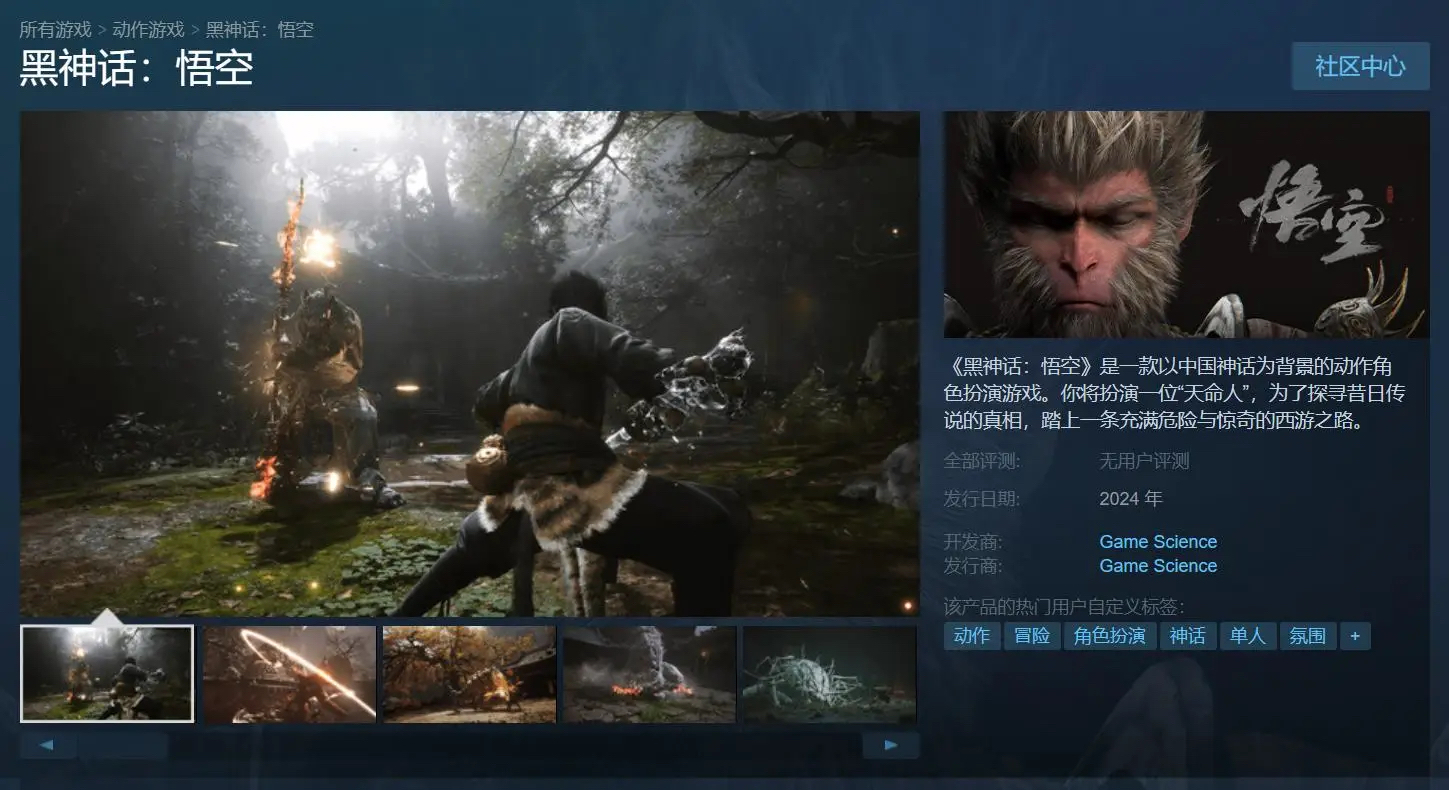 所有游戏 > 动作游戏 > 黑神话：悟空
黑神话：悟空
社区中心
悟空
《黑神话：悟空》是一款以中国神话为背景的动作角
色扮演游戏。你将扮演一位“天命人”，为了探寻昔日传
说的真相，踏上一条充满危险与惊奇的西游之路。
全部评测: 无用户评测
发行日期: 2024 年
开发商: Game Science
发行商: Game Science
该产品的热门用户自定义标签:
动作 冒险 角色扮演 神话 单人 氛围 +